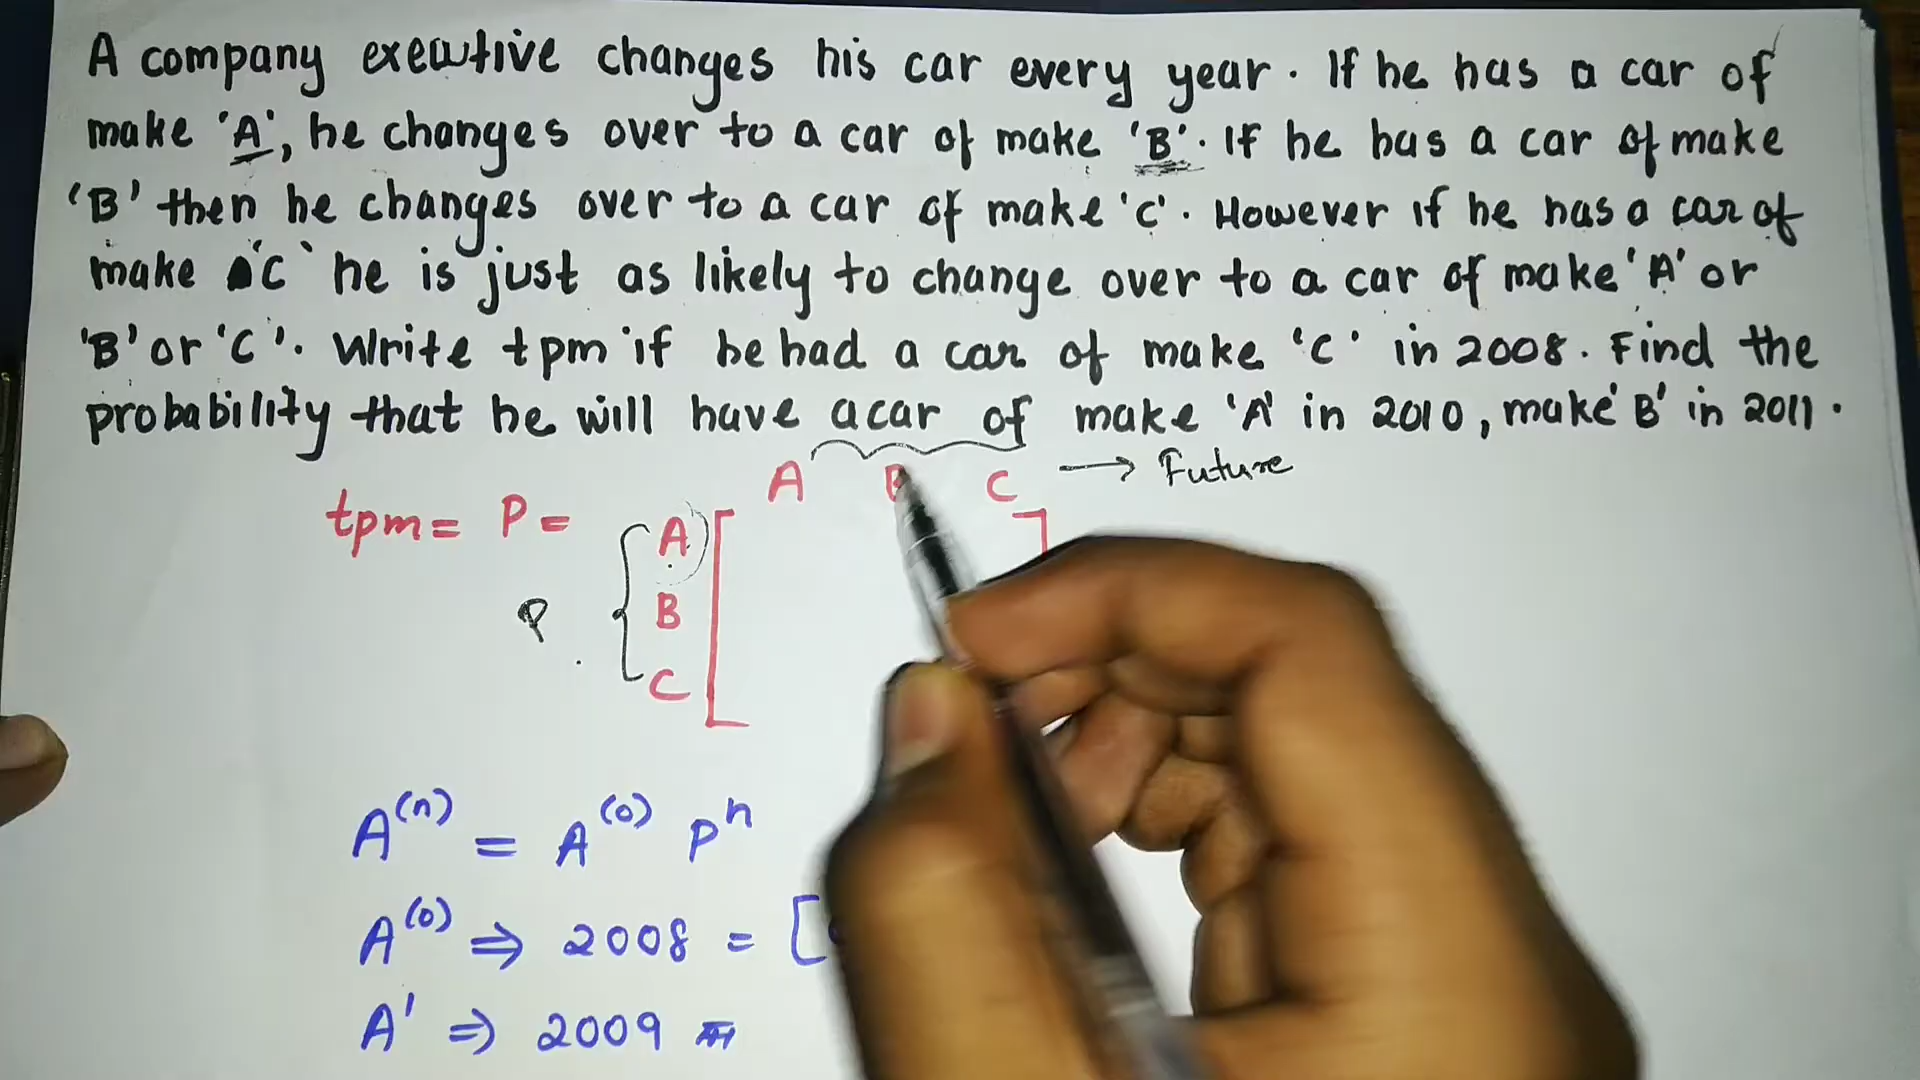 A company executive changes his car every year. If he has a car of
make 'A', he changes over to a car of make 'B'. If he has a car of make
'B' then he changes over to a car of make 'C'. However if he has a car of
make 'C' he is just as likely to change over to a car of make 'A' or
'B' or 'C'. Write tpm if he had a car of make 'C' in 2008. Find the
probability that he will have a car of make 'A' in 2010, make 'B' in 2011.
A B C → Future
tpm = P = A
P B
C
A^(n) = A^(0) P^n
A^(0) ⇒ 2008 = [
A' ⇒ 2009 =